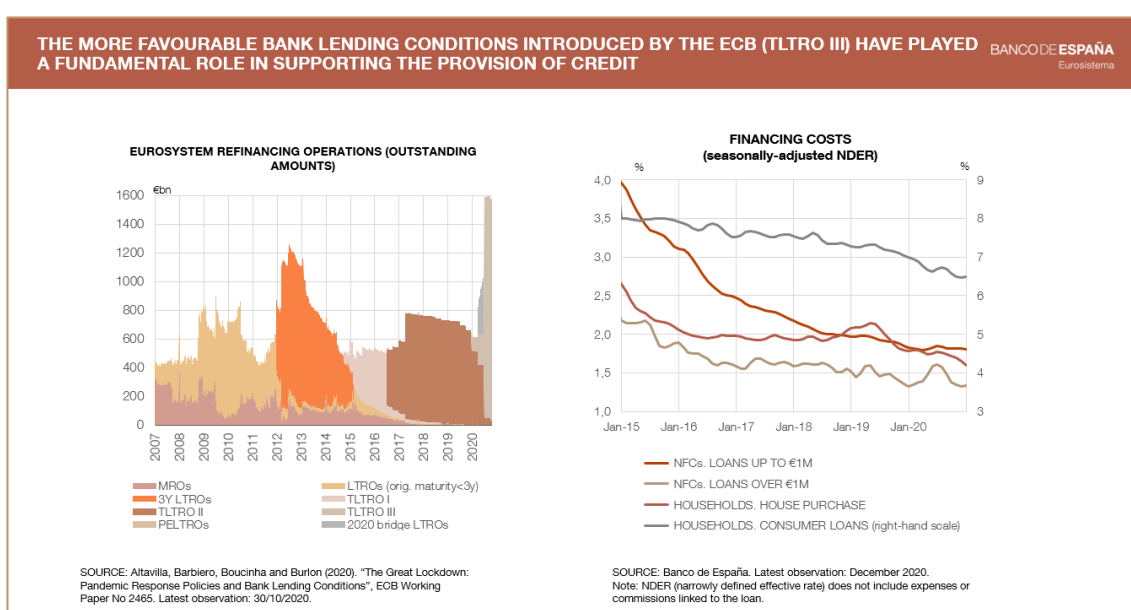 THE MORE FAVOURABLE BANK LENDING CONDITIONS INTRODUCED BY THE ECB (TLTRO III) HAVE PLAYED
A FUNDAMENTAL ROLE IN SUPPORTING THE PROVISION OF CREDIT
BANCO DE ESPAÑA
Eurosistema
EUROSYSTEM REFINANCING OPERATIONS (OUTSTANDING
AMOUNTS)
€bn
1600
1400
1200
1000
800
600
400
200
0
2007 2008 2009 2010 2011 2012 2013 2014 2015 2016 2017 2018 2019 2020
MROs LTROs (orig. maturity<3y)
3Y LTROs TLTRO I
TLTRO II TLTRO III
PELTROs 2020 bridge LTROs
SOURCE: Altavilla, Barbiero, Boucinha and Burlon (2020). “The Great Lockdown:
Pandemic Response Policies and Bank Lending Conditions”, ECB Working
Paper No 2465. Latest observation: 30/10/2020.
FINANCING COSTS
(seasonally-adjusted NDER)
% %
4,0 9
3,5 8
3,0 7
2,5 6
2,0 5
1,5 4
1,0 3
Jan-15 Jan-16 Jan-17 Jan-18 Jan-19 Jan-20
NFCs. LOANS UP TO €1M
NFCs. LOANS OVER €1M
HOUSEHOLDS. HOUSE PURCHASE
HOUSEHOLDS. CONSUMER LOANS (right-hand scale)
SOURCE: Banco de España. Latest observation: December 2020.
Note: NDER (narrowly defined effective rate) does not include expenses or
commissions linked to the loan.